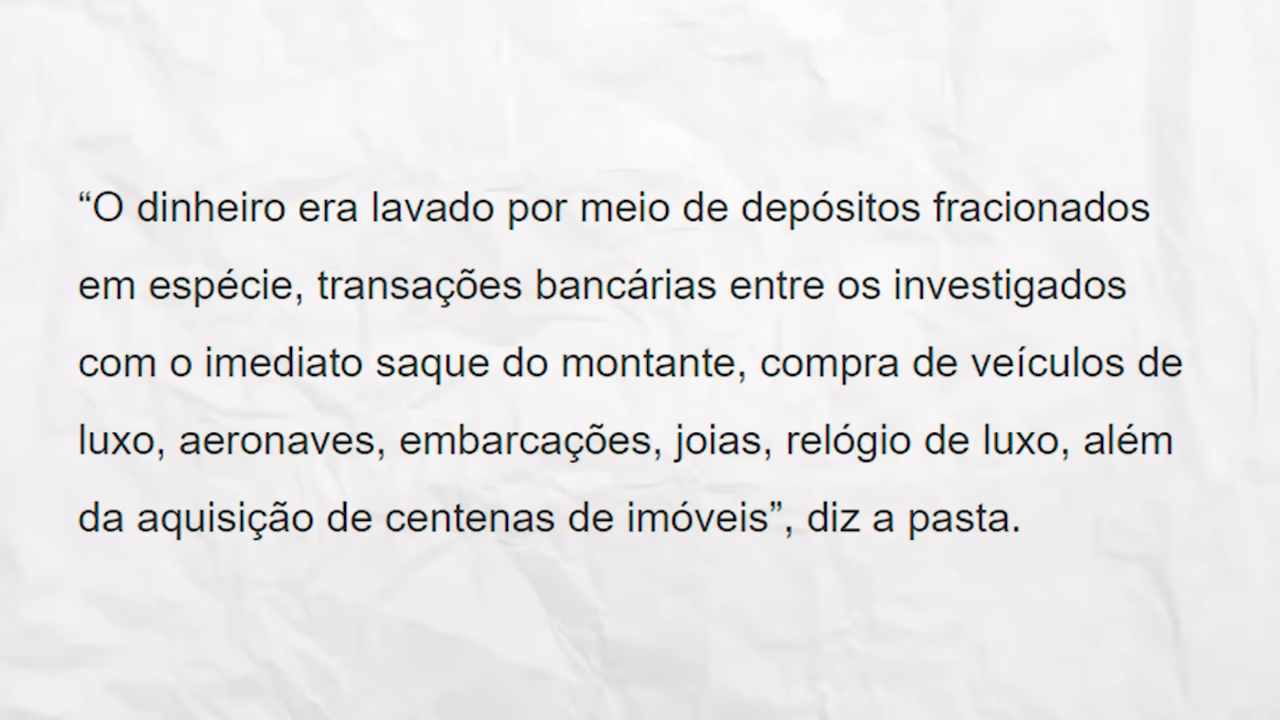 “O dinheiro era lavado por meio de depósitos fracionados
em espécie, transações bancárias entre os investigados
com o imediato saque do montante, compra de veículos de
luxo, aeronaves, embarcações, joias, relógio de luxo, além
da aquisição de centenas de imóveis”, diz a pasta.